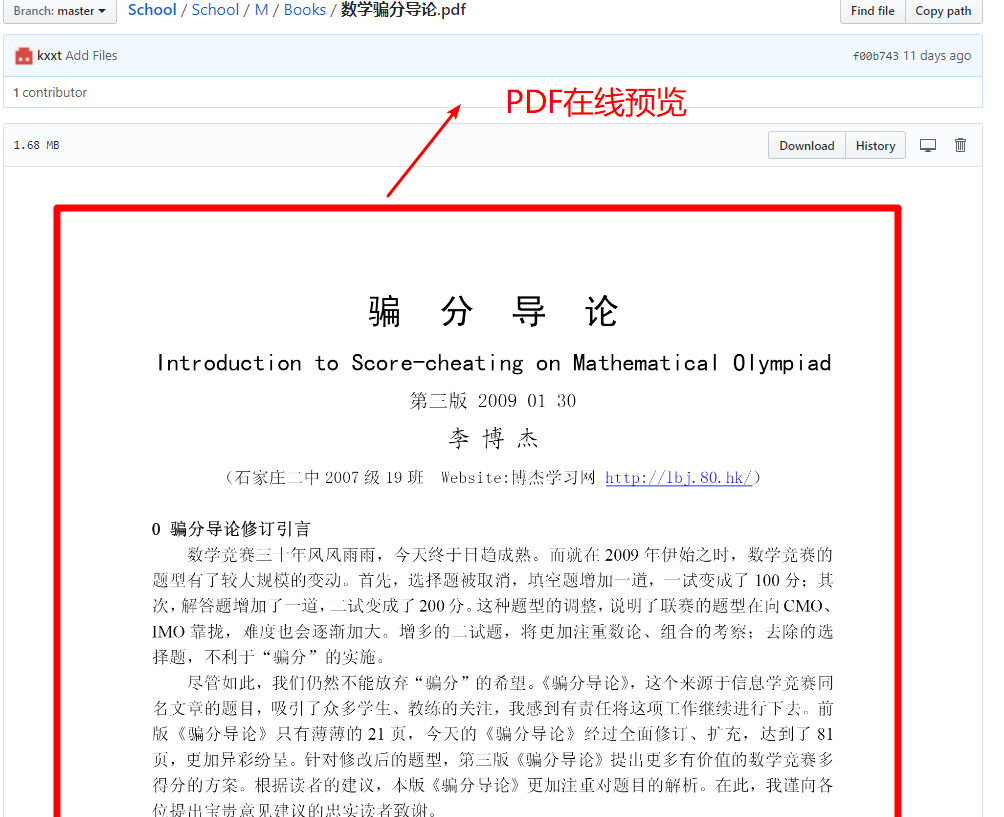 Branch: master School / School / M / Books / 数学骗分导论.pdf Find file Copy path
kxxt Add Files f00b743 11 days ago
1 contributor
PDF在线预览
1.68 MB Download History
骗 分 导 论
Introduction to Score-cheating on Mathematical Olympiad
第三版 2009 01 30
李 博 杰
（石家庄二中 2007 级 19 班 Website:博杰学习网 http://lbj.80.hk/）
0 骗分导论修订引言
数学竞赛三十年风风雨雨，今天终于日趋成熟。而就在 2009 年伊始之时，数学竞赛的
题型有了较大规模的变动。首先，选择题被取消，填空题增加一道，一试变成了 100 分；其
次，解答题增加了一道，二试变成了 200 分。这种题型的调整，说明了联赛的题型在向 CMO、
IMO 靠拢，难度也会逐渐加大。增多的二试题，将更加注重数论、组合的考察；去除的选
择题，不利于“骗分”的实施。
尽管如此，我们仍然不能放弃“骗分”的希望。《骗分导论》，这个来源于信息学竞赛同
名文章的题目，吸引了众多学生、教练的关注，我感到有责任将这项工作继续进行下去。前
版《骗分导论》只有薄薄的 21 页，今天的《骗分导论》经过全面修订、扩充，达到了 81
页，更加异彩纷呈。针对修改后的题型，第三版《骗分导论》提出更多有价值的数学竞赛多
得分的方案。根据读者的建议，本版《骗分导论》更加注重对题目的解析。在此，我谨向各
位提出宝贵意见建议的忠实读者致谢。